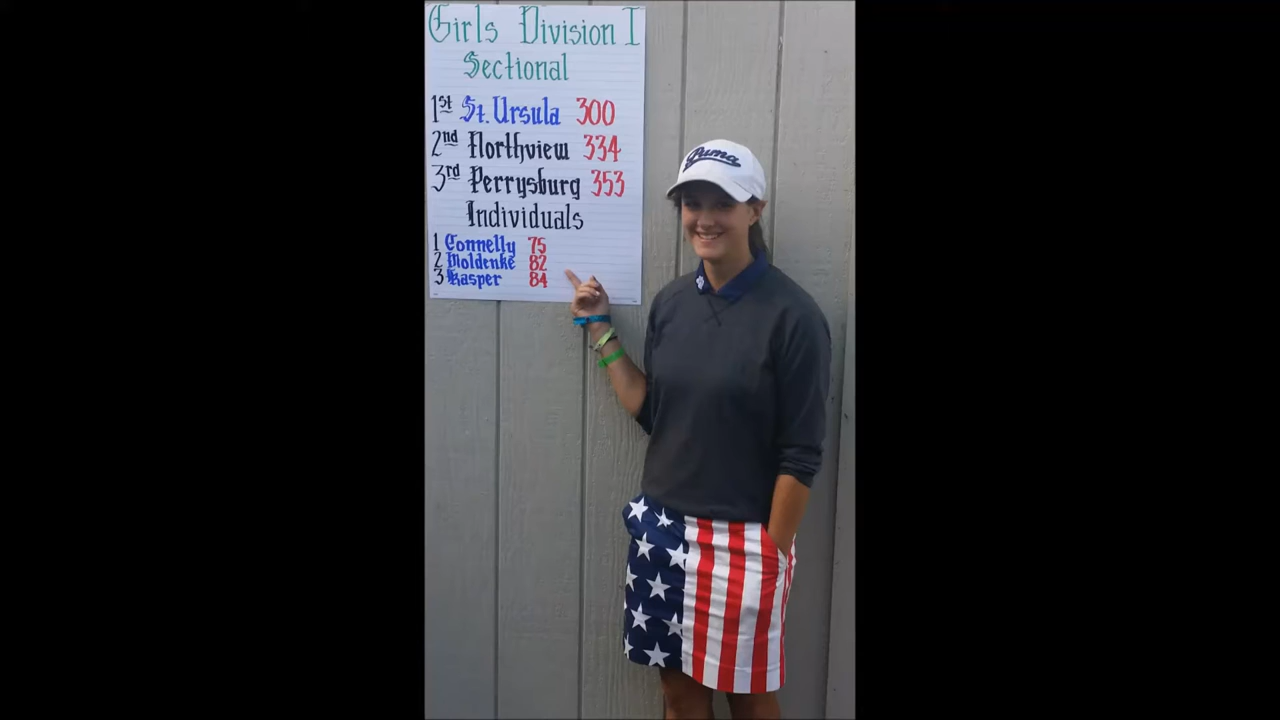 Girls Division I
Sectional
1st St. Ursula 300
2nd Northview 334
3rd Perrysburg 353
Individuals
1 Connelly 75
2 Moldenke 82
3 Kasper 84
Puma